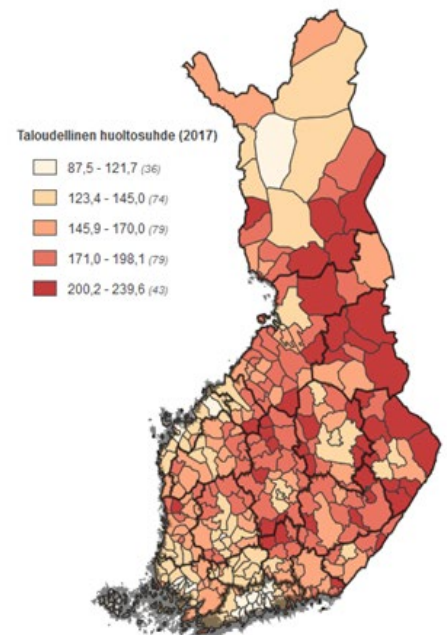 Taloudellinen huoltosuhde (2017)
87,5 - 121,7 (36)
123,4 - 145,0 (74)
145,9 - 170,0 (79)
171,0 - 198,1 (79)
200,2 - 239,6 (43)